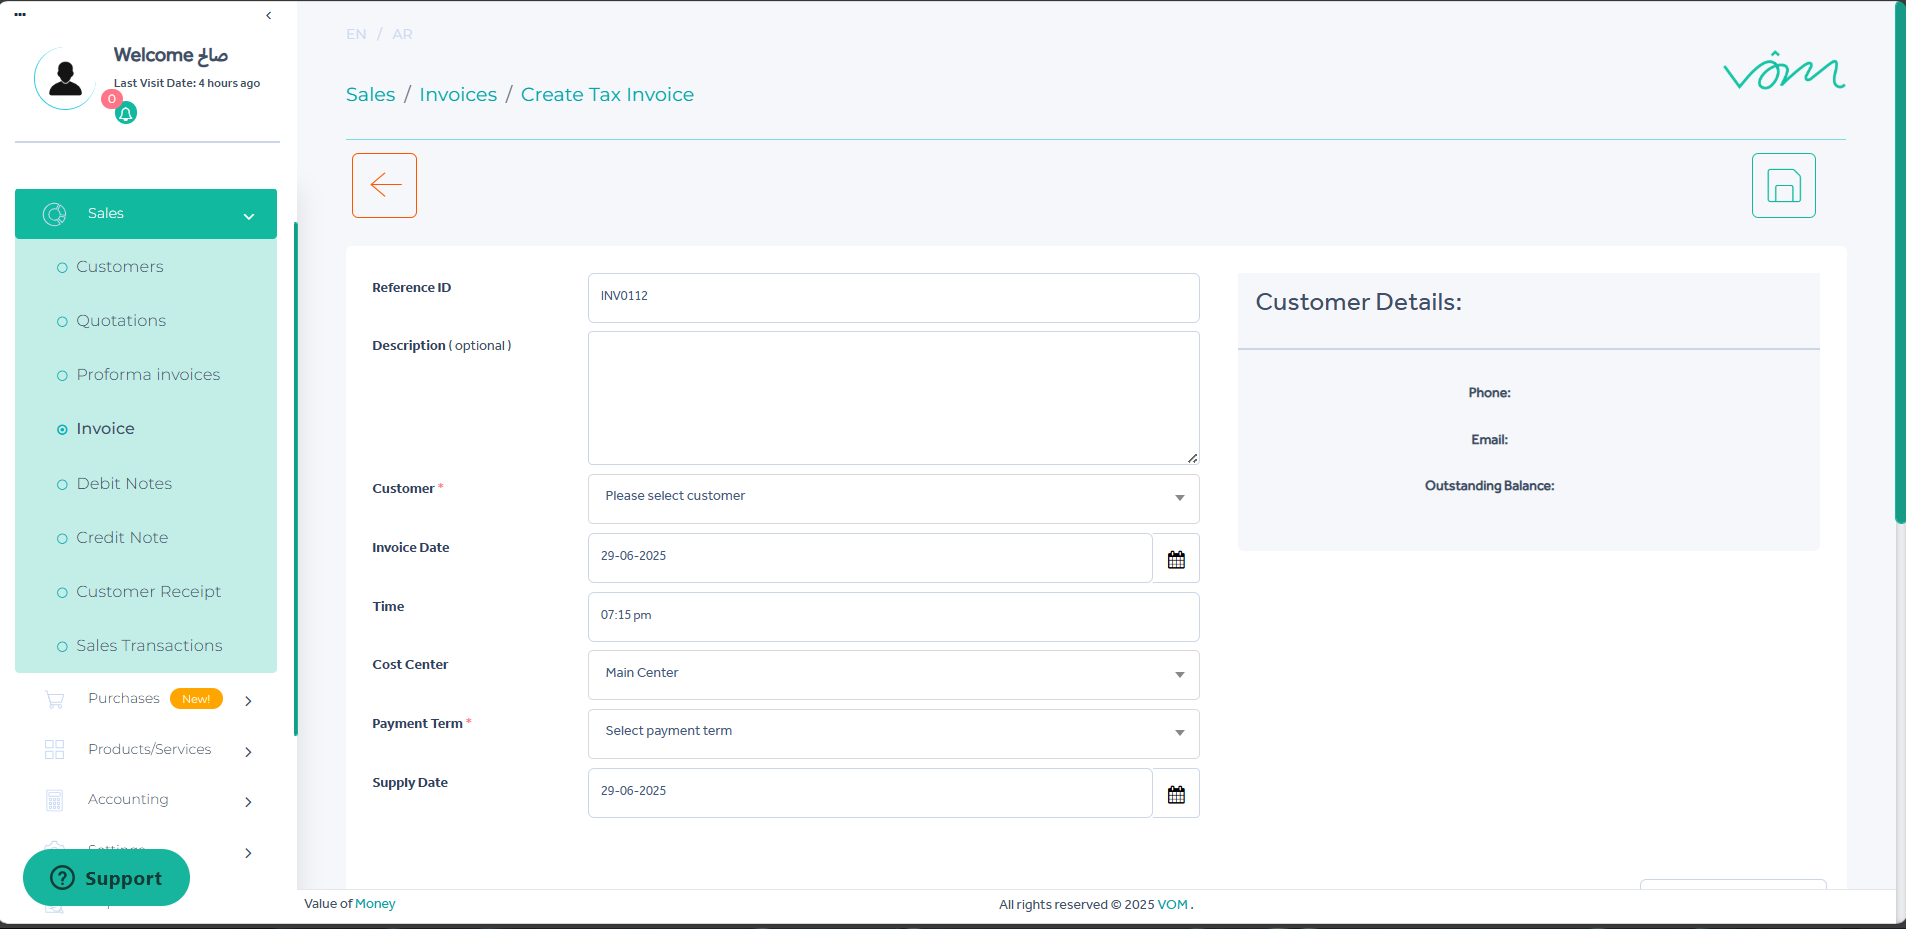 Welcome صالح
Last Visit Date: 4 hours ago
0
Sales
Customers
Quotations
Proforma invoices
Invoice
Debit Notes
Credit Note
Customer Receipt
Sales Transactions
Purchases New!
Products/Services
Accounting
Settings
Support
EN / AR
vôm
Sales / Invoices / Create Tax Invoice
Reference ID INV0112
Description ( optional )
Customer * Please select customer
Invoice Date 29-06-2025
Time 07:15 pm
Cost Center Main Center
Payment Term * Select payment term
Supply Date 29-06-2025
Customer Details:
Phone:
Email:
Outstanding Balance:
Value of Money
All rights reserved © 2025 VOM .